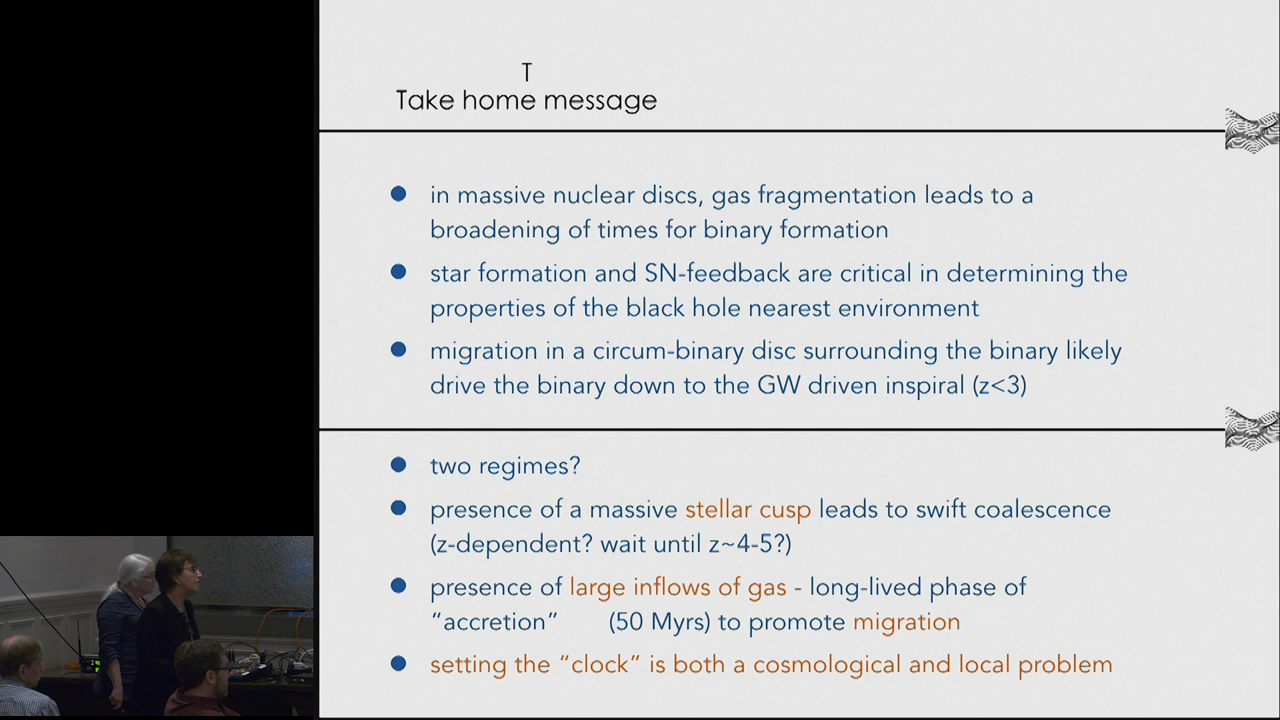 T
Take home message
in massive nuclear discs, gas fragmentation leads to a
broadening of times for binary formation
star formation and SN-feedback are critical in determining the
properties of the black hole nearest environment
migration in a circum-binary disc surrounding the binary likely
drive the binary down to the GW driven inspiral (z<3)
two regimes?
presence of a massive stellar cusp leads to swift coalescence
(z-dependent? wait until z~4-5?)
presence of large inflows of gas - long-lived phase of
“accretion” (50 Myrs) to promote migration
setting the “clock” is both a cosmological and local problem